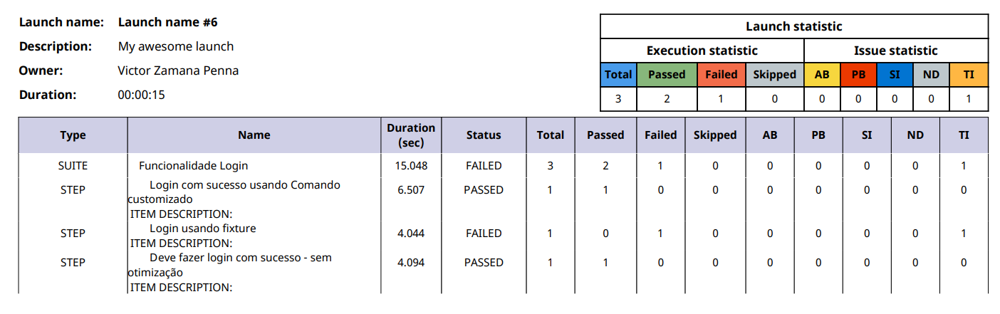 Launch name: Launch name #6
Description: My awesome launch
Owner: Victor Zamana Penna
Duration: 00:00:15
Launch statistic
Execution statistic Issue statistic
Total Passed Failed Skipped AB PB SI ND TI
3 2 1 0 0 0 0 0 1
Type Name Duration (sec) Status Total Passed Failed Skipped AB PB SI ND TI
SUITE Funcionalidade Login 15.048 FAILED 3 2 1 0 0 0 0 0 1
STEP Login com sucesso usando Comando 6.507 PASSED 1 1 0 0 0 0 0 0 0
customizado
ITEM DESCRIPTION:
STEP Login usando fixture 4.044 FAILED 1 0 1 0 0 0 0 0 1
ITEM DESCRIPTION:
STEP Deve fazer login com sucesso - sem 4.094 PASSED 1 1 0 0 0 0 0 0 0
otimização
ITEM DESCRIPTION: